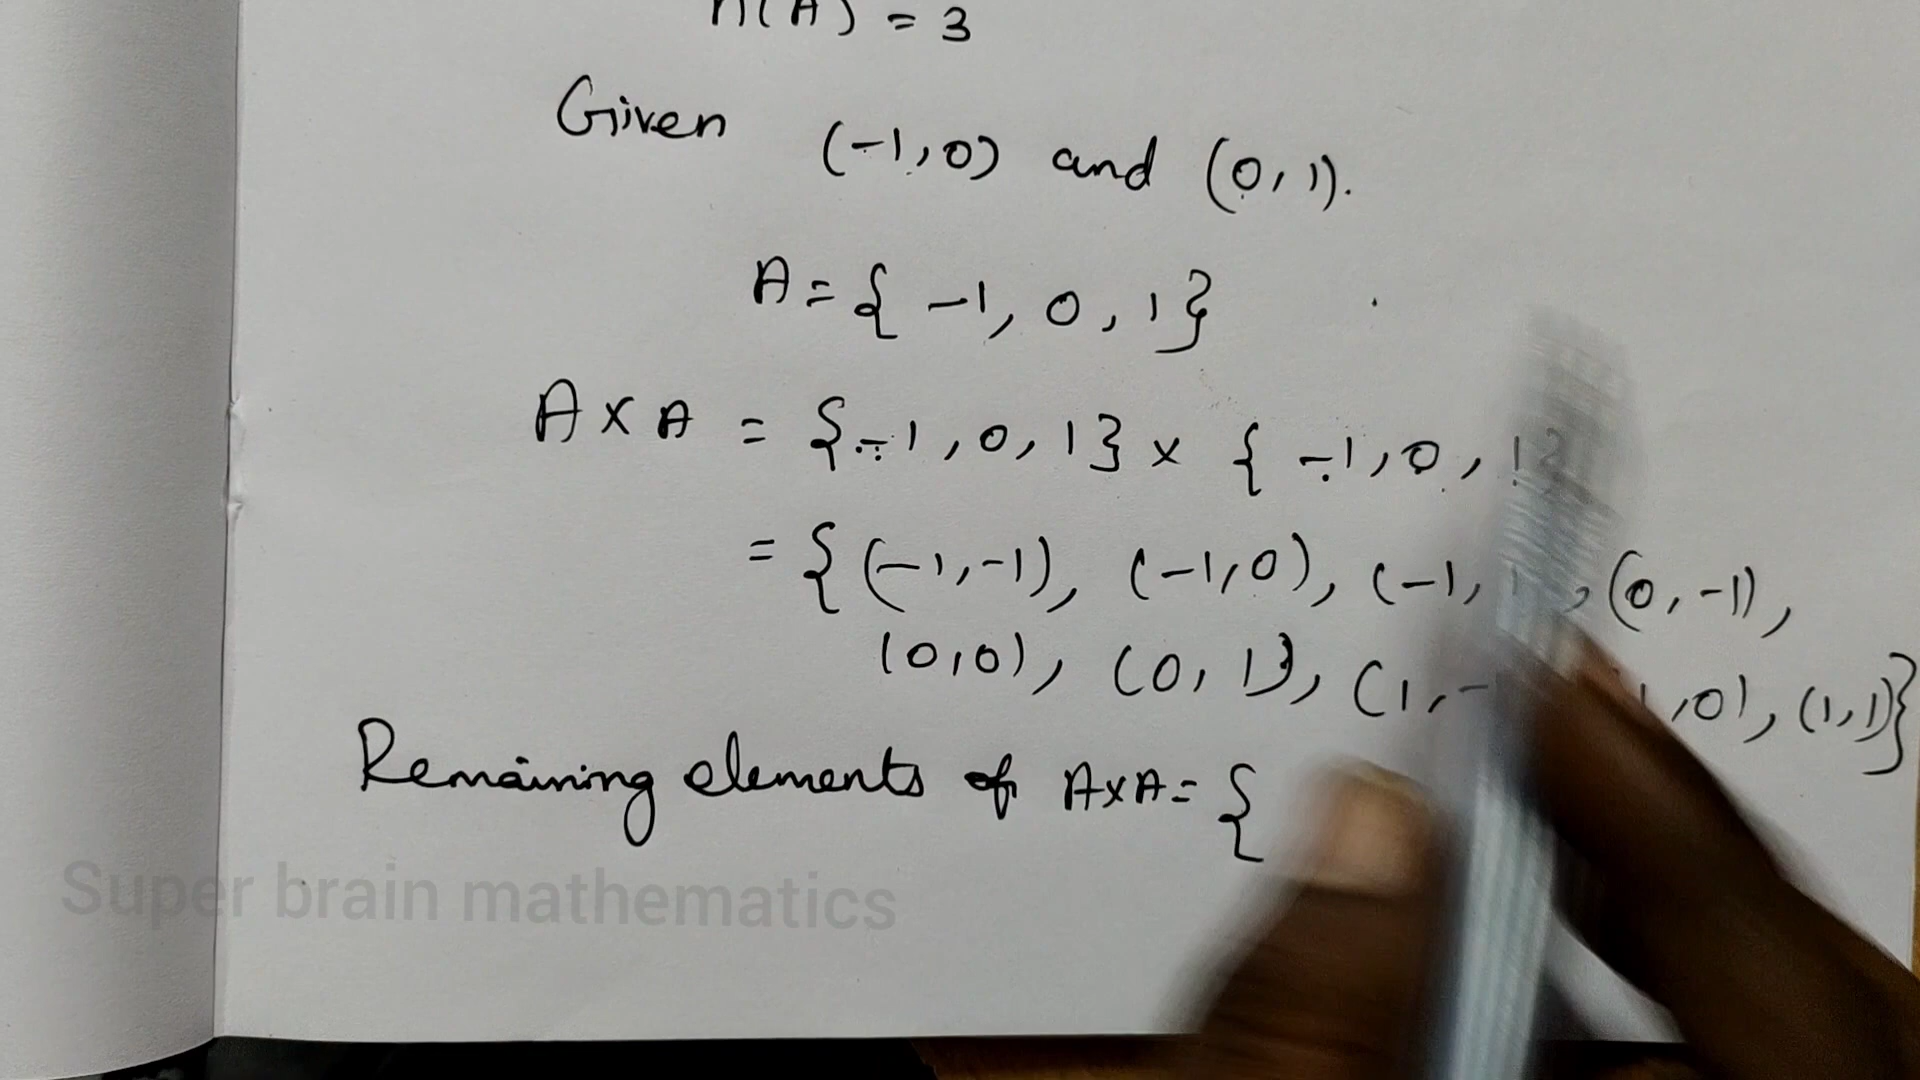 n(A) = 3
Given (-1,0) and (0,1).
A = { -1, 0, 1}
A × A = {-1, 0, 1} × { -1, 0, 1}
= {(-1,-1), (-1,0), (-1, , (0,-1),
(0,0), (0,1), (1,- ,0), (1,1)}
Remaining elements of A×A = {
Super brain mathematics